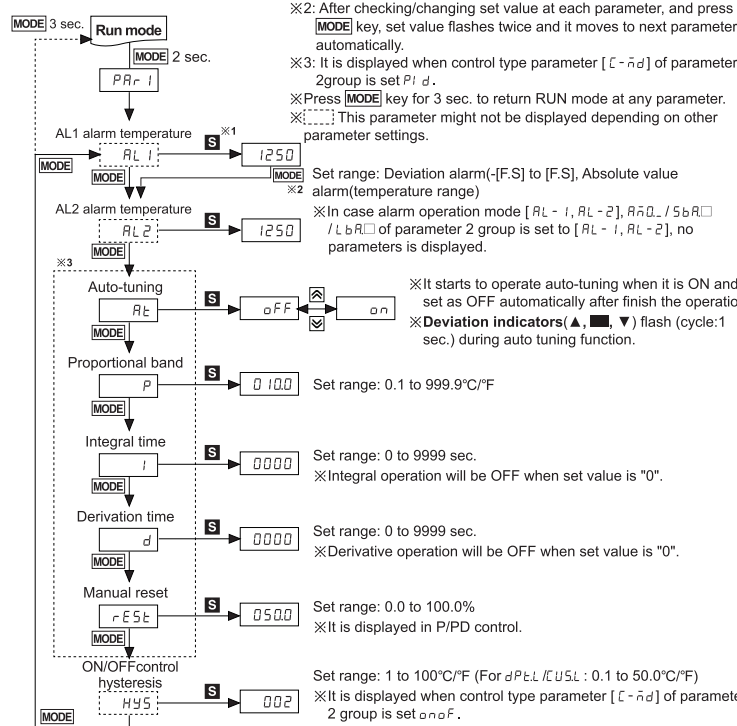 ※2: After checking/changing set value at each parameter, and press
MODE key, set value flashes twice and it moves to next parameter
automatically.
※3: It is displayed when control type parameter [C-ñd] of parameter
2group is set PI d.
※Press MODE key for 3 sec. to return RUN mode at any parameter.
※[ ] This parameter might not be displayed depending on other
parameter settings.
MODE 3 sec.
Run mode
MODE 2 sec.
PAr1
AL1 alarm temperature
AL1
S ※1
1250
MODE
MODE
MODE
※2
Set range: Deviation alarm(-[F.S] to [F.S], Absolute value
alarm(temperature range)
AL2 alarm temperature
AL2
S
1250
MODE
※In case alarm operation mode [AL-1, AL-2], Añ0._ / SbA.□
/ LbA.□ of parameter 2 group is set to [AL-1, AL-2], no
parameters is displayed.
※3
Auto-tuning
At
S
oFF
on
MODE
※It starts to operate auto-tuning when it is ON and
set as OFF automatically after finish the operatio
※Deviation indicators(▲, ■, ▼) flash (cycle:1
sec.) during auto tuning function.
Proportional band
P
S
010.0
MODE
Set range: 0.1 to 999.9°C/°F
Integral time
I
S
0000
MODE
Set range: 0 to 9999 sec.
※Integral operation will be OFF when set value is "0".
Derivation time
d
S
0000
MODE
Set range: 0 to 9999 sec.
※Derivative operation will be OFF when set value is "0".
Manual reset
rESt
S
050.0
MODE
Set range: 0.0 to 100.0%
※It is displayed in P/PD control.
ON/OFFcontrol
hysteresis
HYS
S
002
MODE
Set range: 1 to 100°C/°F (For dPt.L /CUS.L : 0.1 to 50.0°C/°F)
※It is displayed when control type parameter [C-ñd] of paramete
2 group is set onoF.